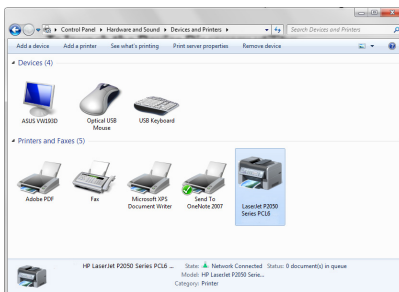 Control Panel ▸ Hardware and Sound ▸ Devices and Printers ▸
Search Devices and Printers
Add a device Add a printer See what's printing Print server properties Remove device
Devices (4)
ASUS VW193D
Optical USB
Mouse
USB Keyboard
Printers and Faxes (5)
Adobe PDF
Fax
Microsoft XPS
Document Writer
Send To
OneNote 2007
LaserJet P2050
Series PCL6
HP LaserJet P2050 Series PCL6 ... State: Network Connected Status: 0 document(s) in queue
Model: HP LaserJet P2050 Serie...
Category: Printer